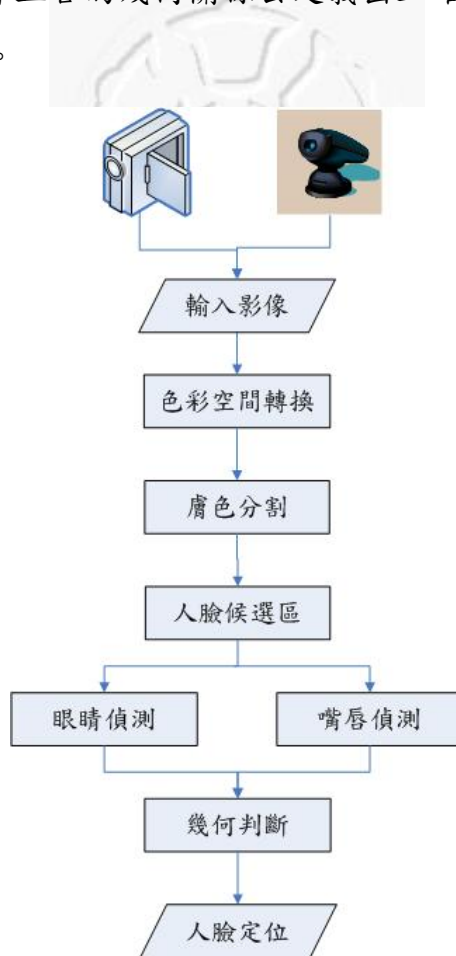 。
輸入影像
色彩空間轉換
膚色分割
人臉候選區
眼睛偵測 嘴唇偵測
幾何判斷
人臉定位